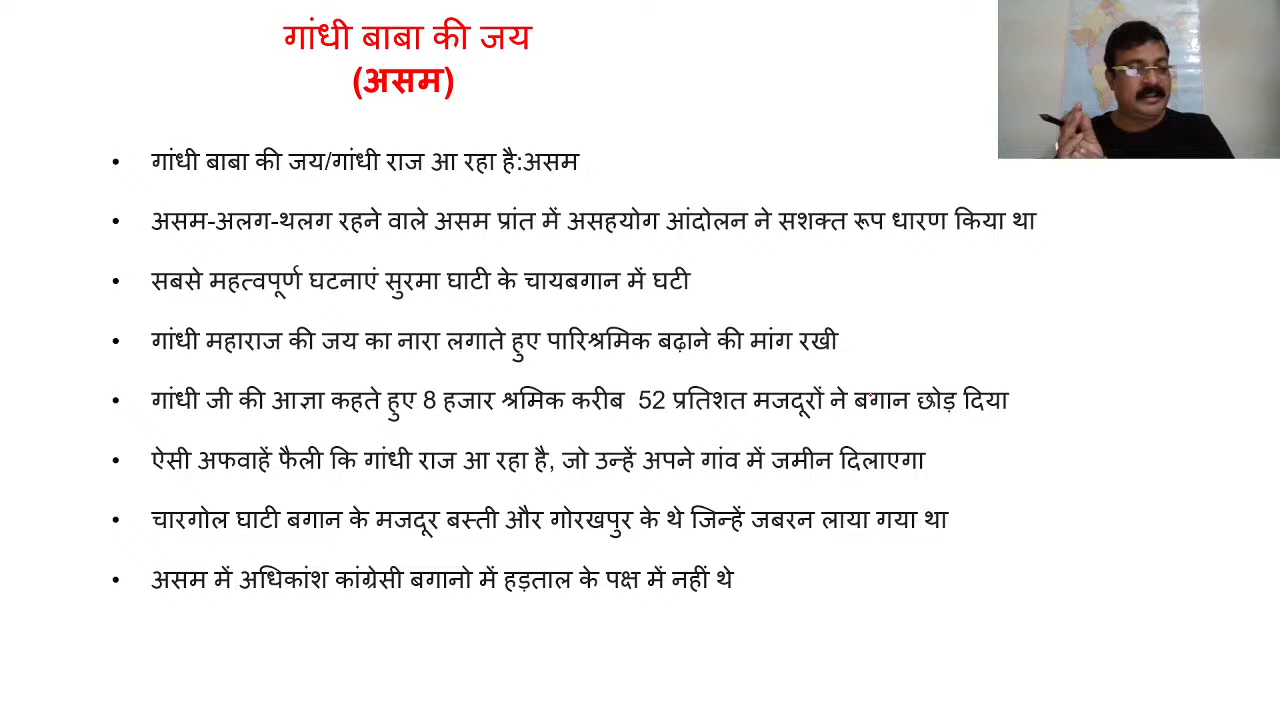 गांधी बाबा की जय
(असम)
• गांधी बाबा की जय/गांधी राज आ रहा है:असम
• असम-अलग-थलग रहने वाले असम प्रांत में असहयोग आंदोलन ने सशक्त रूप धारण किया था
• सबसे महत्वपूर्ण घटनाएं सुरमा घाटी के चायबगान में घटी
• गांधी महाराज की जय का नारा लगाते हुए पारिश्रमिक बढ़ाने की मांग रखी
• गांधी जी की आज्ञा कहते हुए 8 हजार श्रमिक करीब 52 प्रतिशत मजदूरों ने बगान छोड़ दिया
• ऐसी अफवाहें फैली कि गांधी राज आ रहा है, जो उन्हें अपने गांव में जमीन दिलाएगा
• चारगोल घाटी बगान के मजदूर बस्ती और गोरखपुर के थे जिन्हें जबरन लाया गया था
• असम में अधिकांश कांग्रेसी बगानो में हड़ताल के पक्ष में नहीं थे